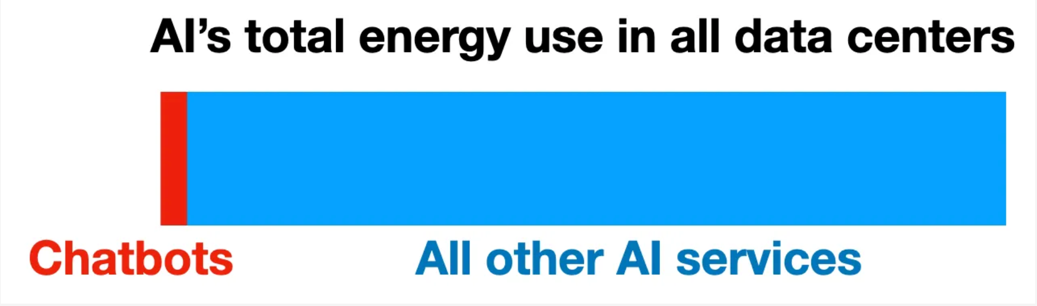 AI’s total energy use in all data centers
Chatbots
All other AI services